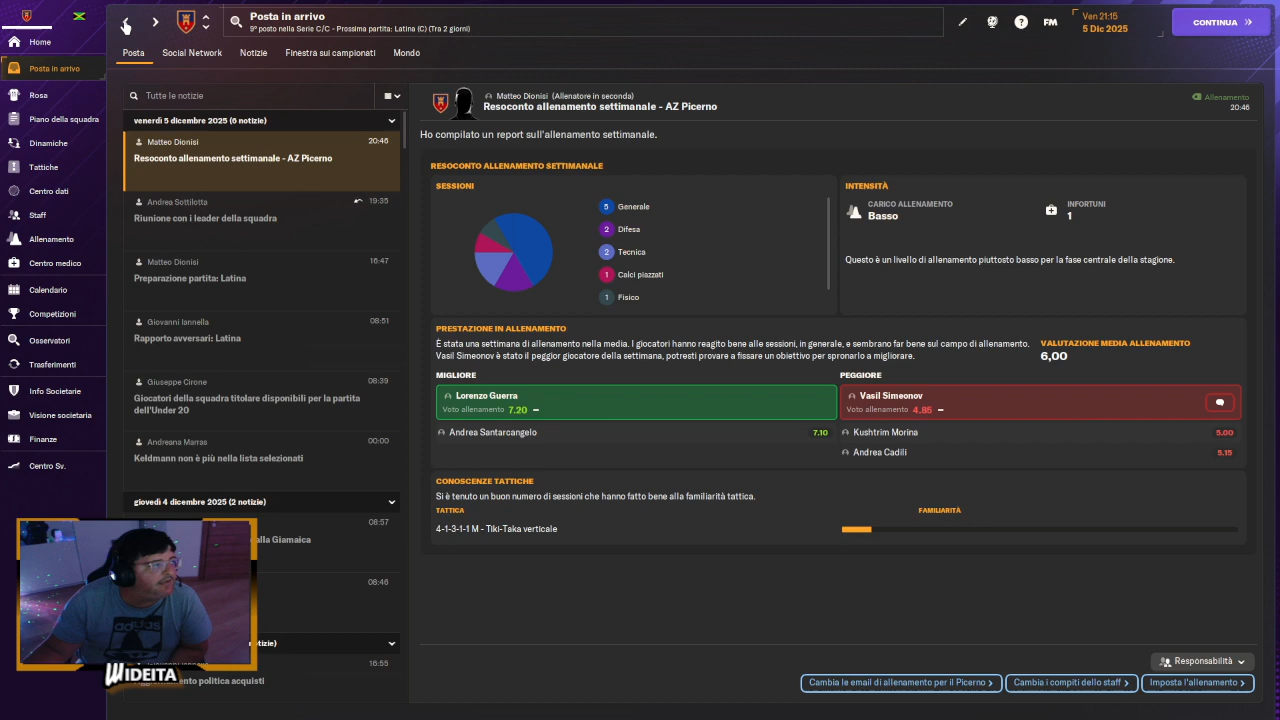 Posta in arrivo
9° posto nella Serie C/C - Prossima partita: Latina (C) (Tra 2 giorni)
FM
Ven 21:15
5 Dic 2025
CONTINUA
Posta
Social Network
Notizie
Finestra sui campionati
Mondo
Home
Posta in arrivo
Rosa
Piano della squadra
Dinamiche
Tattiche
Centro dati
Staff
Allenamento
Centro medico
Calendario
Competizioni
Osservatori
Trasferimenti
Info Societarie
Visione societaria
Finanze
Centro Sv.
Tutte le notizie
venerdì 5 dicembre 2025 (6 notizie)
Matteo Dionisi 20:46
Resoconto allenamento settimanale - AZ Picerno
Andrea Sottilotta 19:35
Riunione con i leader della squadra
Matteo Dionisi 16:47
Preparazione partita: Latina
Giovanni Iannella 08:51
Rapporto avversari: Latina
Giuseppe Cirone 08:39
Giocatori della squadra titolare disponibili per la partita
dell'Under 20
Andreana Marras 00:00
Keldmann non è più nella lista selezionati
giovedì 4 dicembre 2025 (2 notizie)
08:57
alla Giamaica
08:46
notizie)
16:55
politica acquisti
WIDEITA
adidas
Matteo Dionisi (Allenatore in seconda)
Resoconto allenamento settimanale - AZ Picerno
Allenamento
20:46
Ho compilato un report sull'allenamento settimanale.
RESOCONTO ALLENAMENTO SETTIMANALE
SESSIONI
5 Generale
2 Difesa
2 Tecnica
1 Calci piazzati
1 Fisico
INTENSITÀ
CARICO ALLENAMENTO
Basso
INFORTUNI
1
Questo è un livello di allenamento piuttosto basso per la fase centrale della stagione.
PRESTAZIONE IN ALLENAMENTO
È stata una settimana di allenamento nella media. I giocatori hanno reagito bene alle sessioni, in generale, e sembrano far bene sul campo di allenamento.
Vasil Simeonov è stato il peggior giocatore della settimana, potresti provare a fissare un obiettivo per spronarlo a migliorare.
VALUTAZIONE MEDIA ALLENAMENTO
6,00
MIGLIORE
Lorenzo Guerra
Voto allenamento 7.20 –
Andrea Santarcangelo 7.10
PEGGIORE
Vasil Simeonov
Voto allenamento 4.85 –
Kushtrim Morina 5.00
Andrea Cadili 5.15
CONOSCENZE TATTICHE
Si è tenuto un buon numero di sessioni che hanno fatto bene alla familiarità tattica.
TATTICA FAMILIARITÀ
4-1-3-1-1 M - Tiki-Taka verticale
Responsabilità
Cambia le email di allenamento per il Picerno
Cambia i compiti dello staff
Imposta l'allenamento